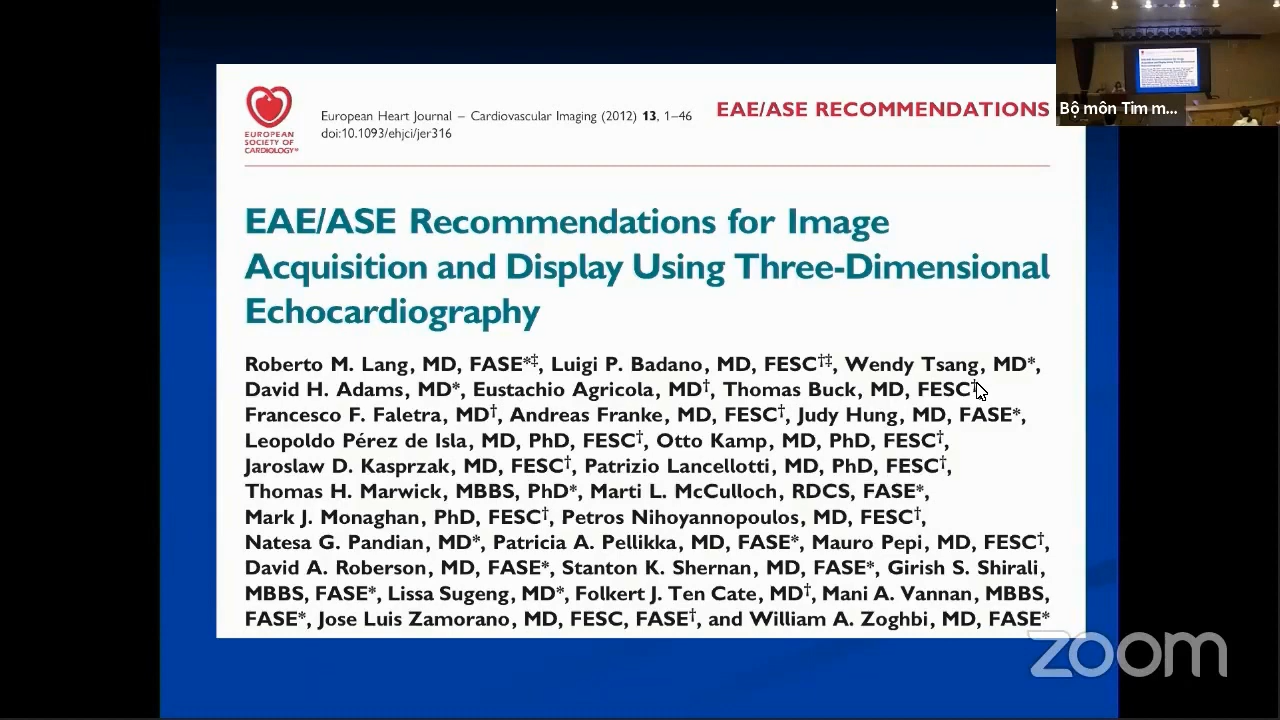 EUROPEAN
SOCIETY OF
CARDIOLOGY®
European Heart Journal – Cardiovascular Imaging (2012) 13, 1–46
doi:10.1093/ehjci/jer316
EAE/ASE RECOMMENDATIONS
Bộ môn Tim m...
EAE/ASE Recommendations for Image
Acquisition and Display Using Three-Dimensional
Echocardiography
Roberto M. Lang, MD, FASE*‡, Luigi P. Badano, MD, FESC†‡, Wendy Tsang, MD*,
David H. Adams, MD*, Eustachio Agricola, MD†, Thomas Buck, MD, FESC†,
Francesco F. Faletra, MD†, Andreas Franke, MD, FESC†, Judy Hung, MD, FASE*,
Leopoldo Pérez de Isla, MD, PhD, FESC†, Otto Kamp, MD, PhD, FESC†,
Jaroslaw D. Kasprzak, MD, FESC†, Patrizio Lancellotti, MD, PhD, FESC†,
Thomas H. Marwick, MBBS, PhD*, Marti L. McCulloch, RDCS, FASE*,
Mark J. Monaghan, PhD, FESC†, Petros Nihoyannopoulos, MD, FESC†,
Natesa G. Pandian, MD*, Patricia A. Pellikka, MD, FASE*, Mauro Pepi, MD, FESC†,
David A. Roberson, MD, FASE*, Stanton K. Shernan, MD, FASE*, Girish S. Shirali,
MBBS, FASE*, Lissa Sugeng, MD*, Folkert J. Ten Cate, MD†, Mani A. Vannan, MBBS,
FASE*, Jose Luis Zamorano, MD, FESC, FASE†, and William A. Zoghbi, MD, FASE*
zoom